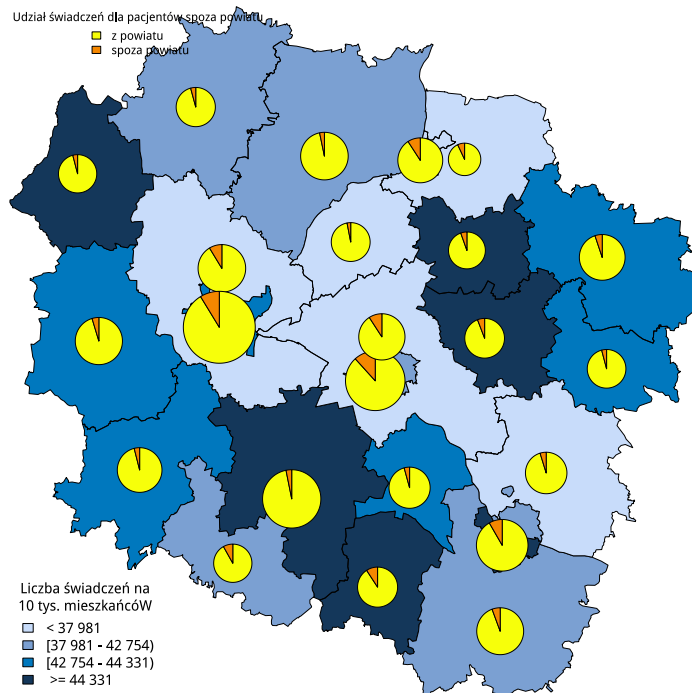 Udział świadczeń dla pacjentów spoza powiatu
z powiatu
spoza powiatu
Liczba świadczeń na
10 tys. mieszkańcóW
< 37 981
[37 981 - 42 754)
[42 754 - 44 331)
>= 44 331